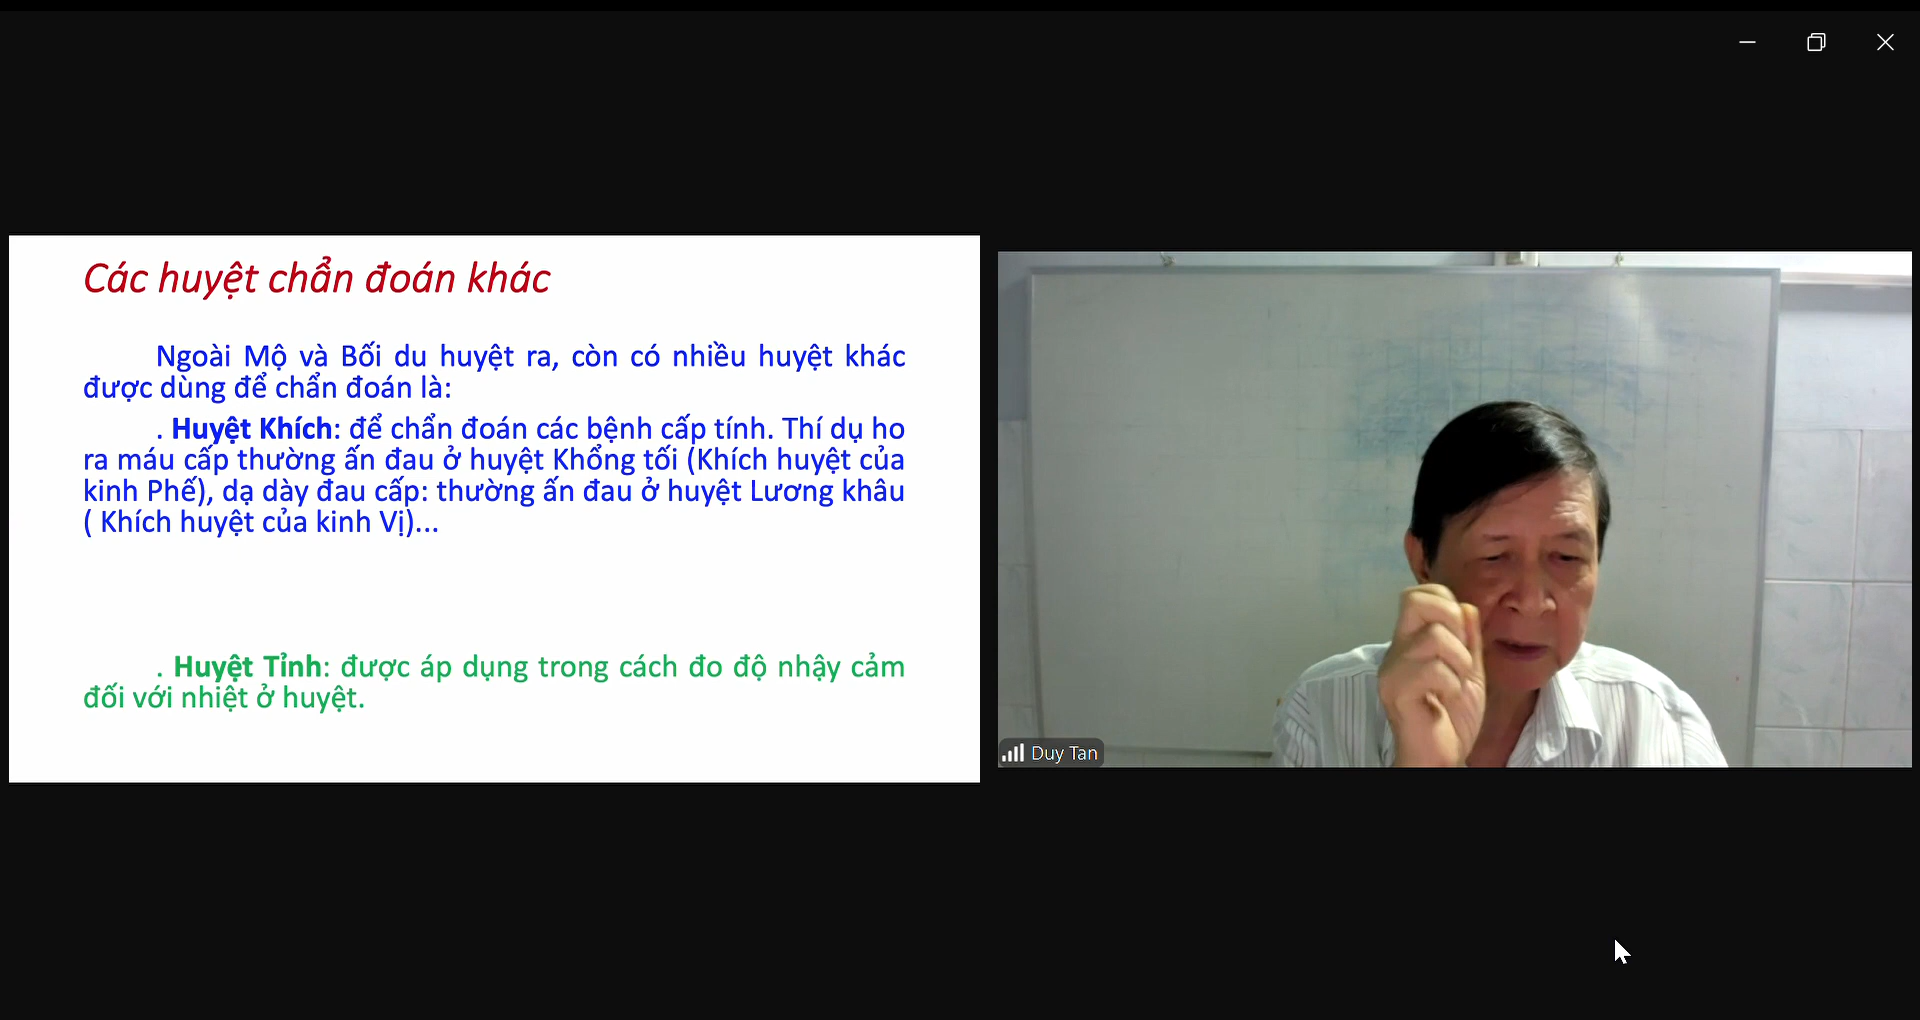 Các huyệt chẩn đoán khác
Ngoài Mộ và Bối du huyệt ra, còn có nhiều huyệt khác
được dùng để chẩn đoán là:
. Huyệt Khích: để chẩn đoán các bệnh cấp tính. Thí dụ ho
ra máu cấp thường ấn đau ở huyệt Khổng tối (Khích huyệt của
kinh Phế), dạ dày đau cấp: thường ấn đau ở huyệt Lương khâu
( Khích huyệt của kinh Vị)...
. Huyệt Tỉnh: được áp dụng trong cách đo độ nhậy cảm
đối với nhiệt ở huyệt.
Duy Tan